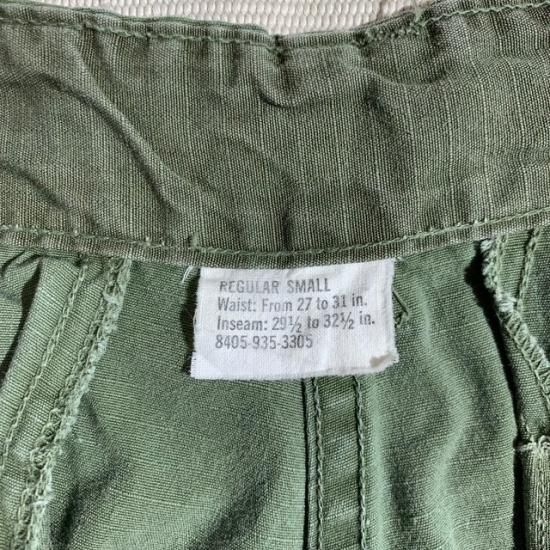 REGULAR SMALL
Waist: From 27 to 31 in.
Inseam: 29½ to 32½ in.
8405-935-3305